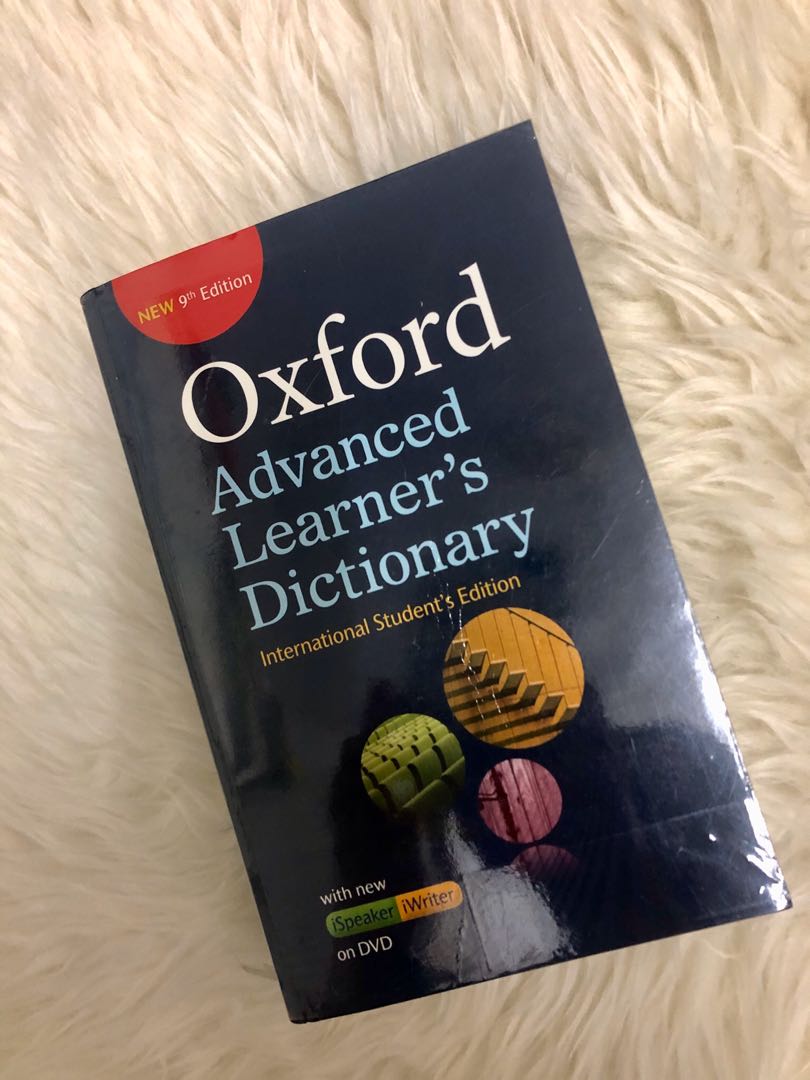 NEW 9th Edition
Oxford
Advanced
Learner's
Dictionary
International Student's Edition
with new
iSpeaker iWriter
on DVD